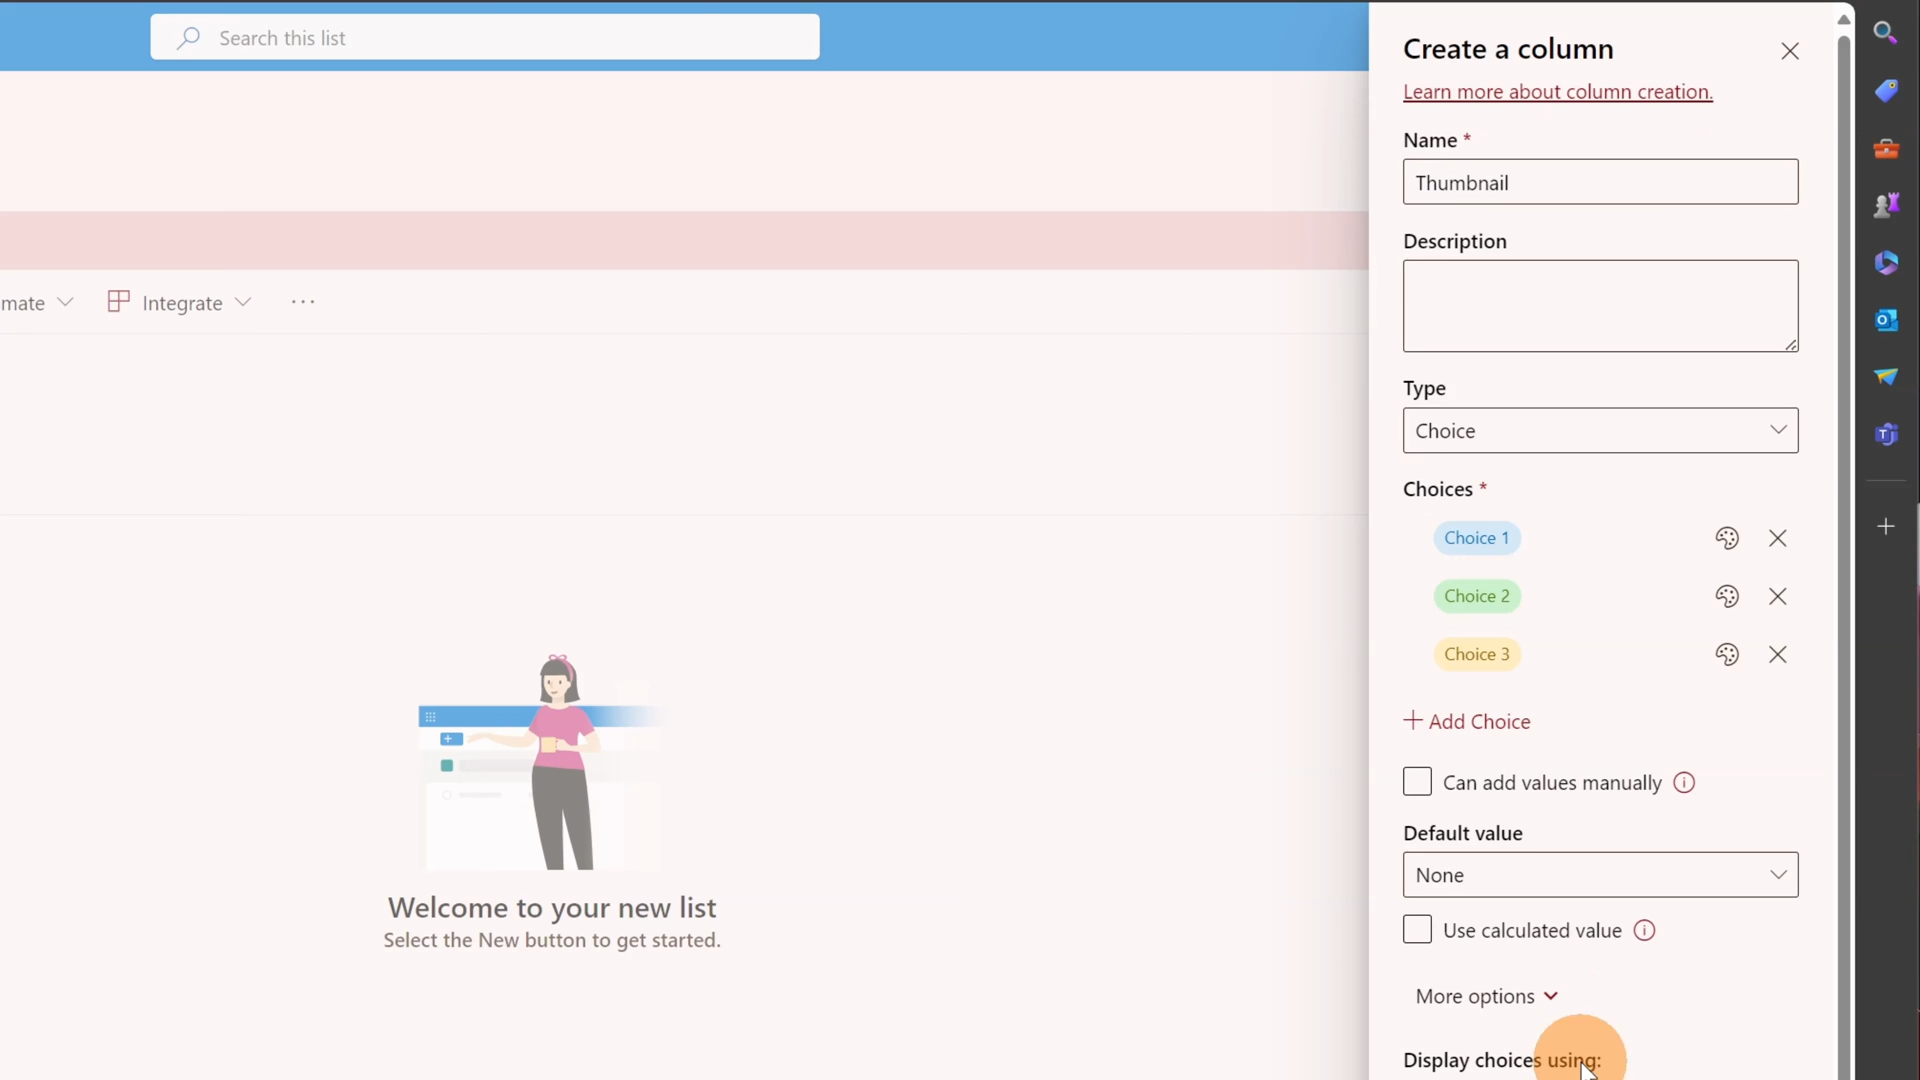 Search this list
Create a column
Learn more about column creation.
Name *
Thumbnail
Description
mate
Integrate
Type
Choice
Choices *
Choice 1
Choice 2
Choice 3
Add Choice
Can add values manually
Default value
None
Welcome to your new list
Select the New button to get started.
Use calculated value
More options
Display choices using: